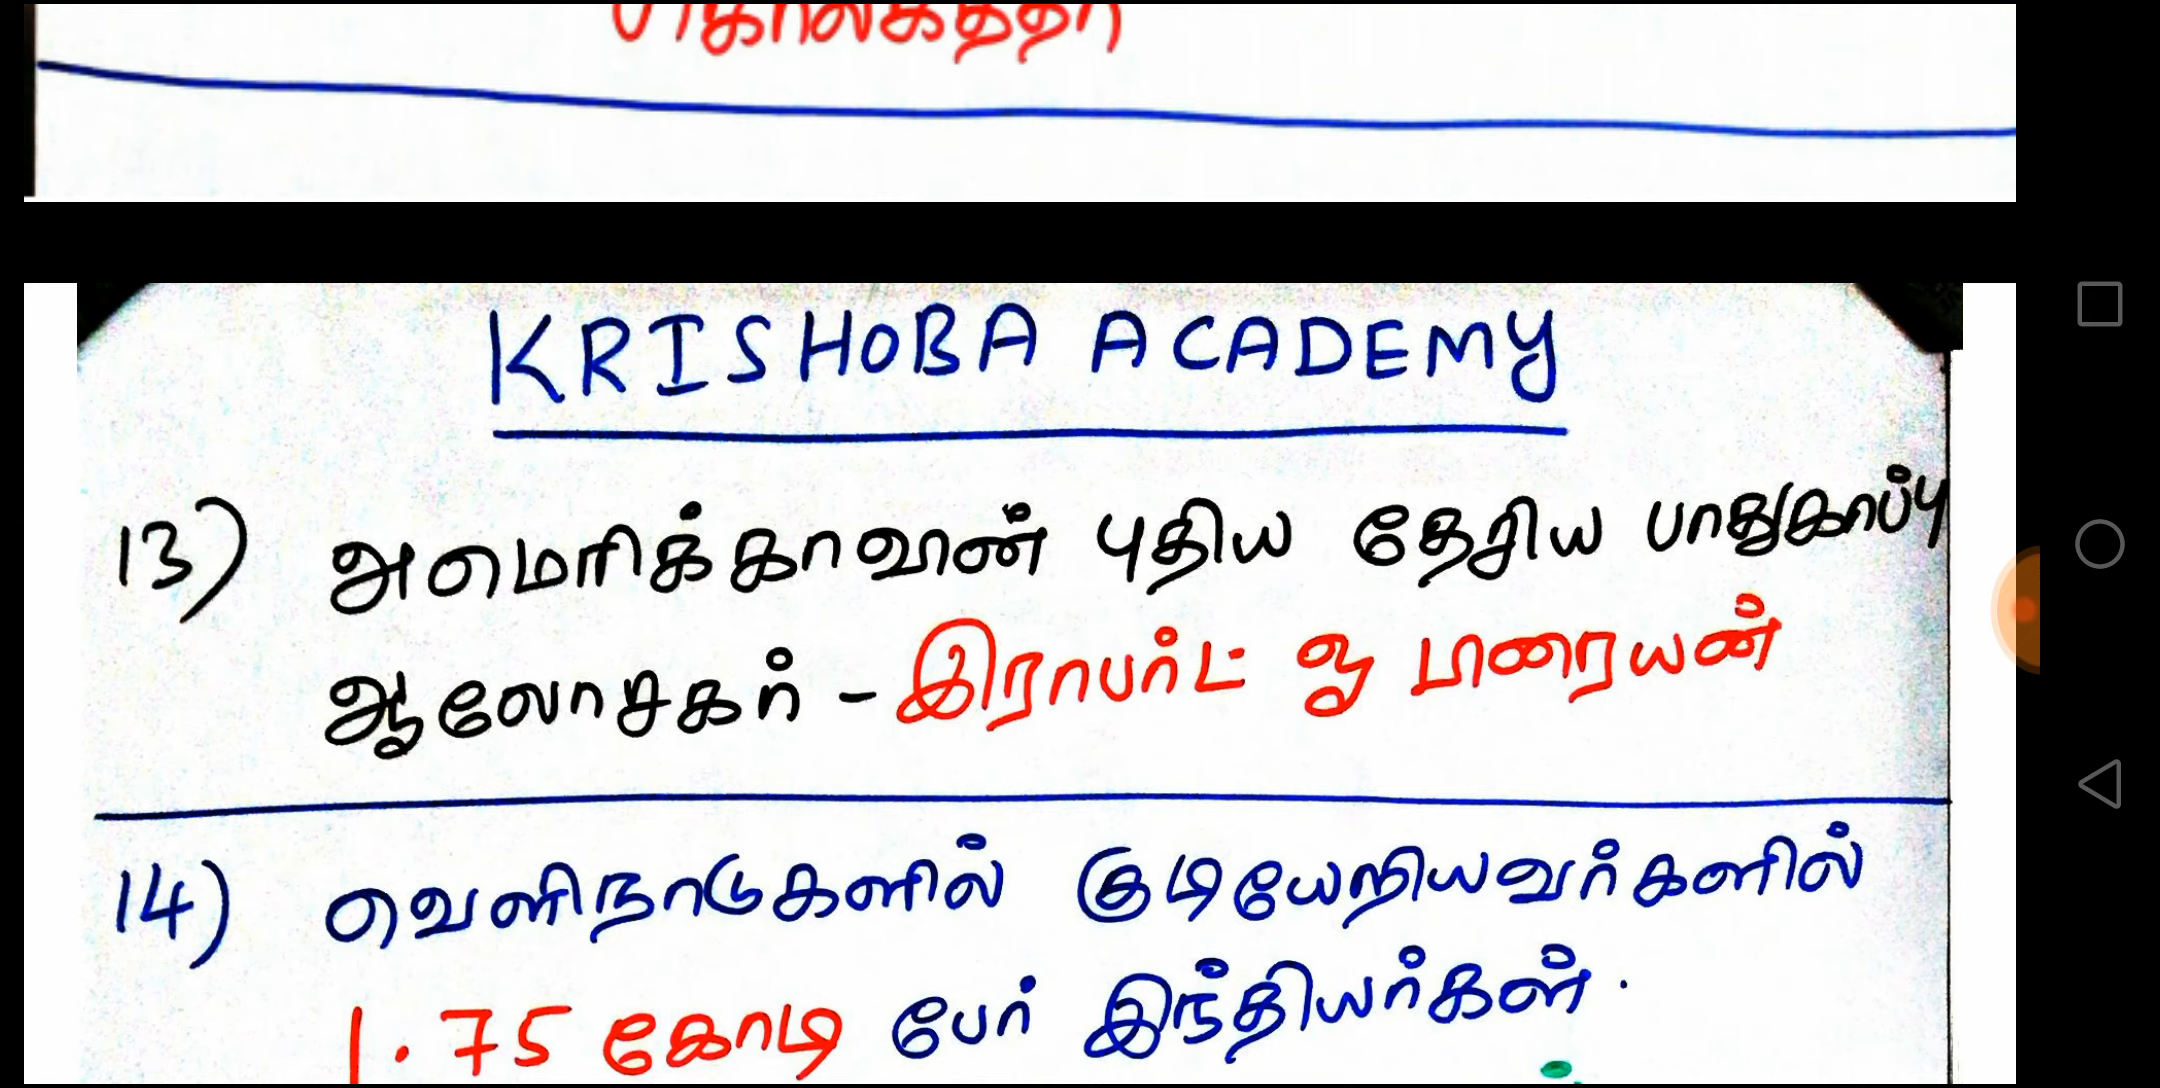 KRISHOBA ACADEMY
13) அமெரிக்காவின் புதிய தேசிய பாதுகாப்பு
ஆலோசகர் - இராபர்ட் ஓ பிரையன்
14) வெளிநாடுகளில் குடியேறியவர்களில்
1.75 கோடி பேர் இந்தியர்கள்.